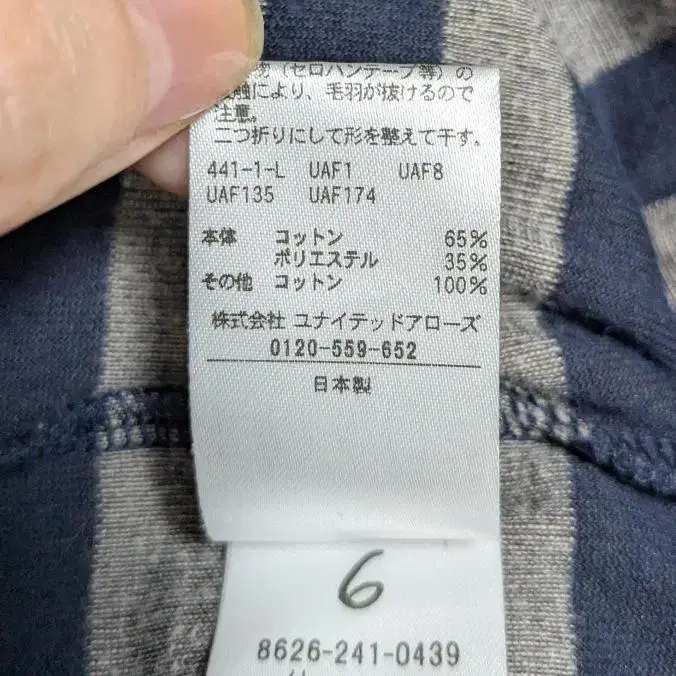 （セロハンテープ等）の
により、毛羽が抜けるので
注意。
二つ折りにして形を整えて干す。
441-1-L UAF1 UAF8
UAF135 UAF174
本体 コットン 65%
ポリエステル 35%
その他 コットン 100%
株式会社 ユナイテッドアローズ
0120-559-652
日本製
6
8626-241-0439